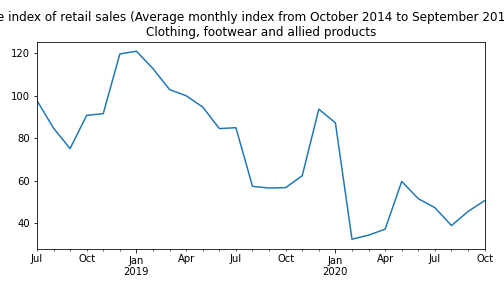 index of retail sales (Average monthly index from October 2014 to September
Clothing, footwear and allied products
120
100
80
60
40
Jul Oct Jan Apr Jul Oct Jan Apr Jul Oct
2019 2020